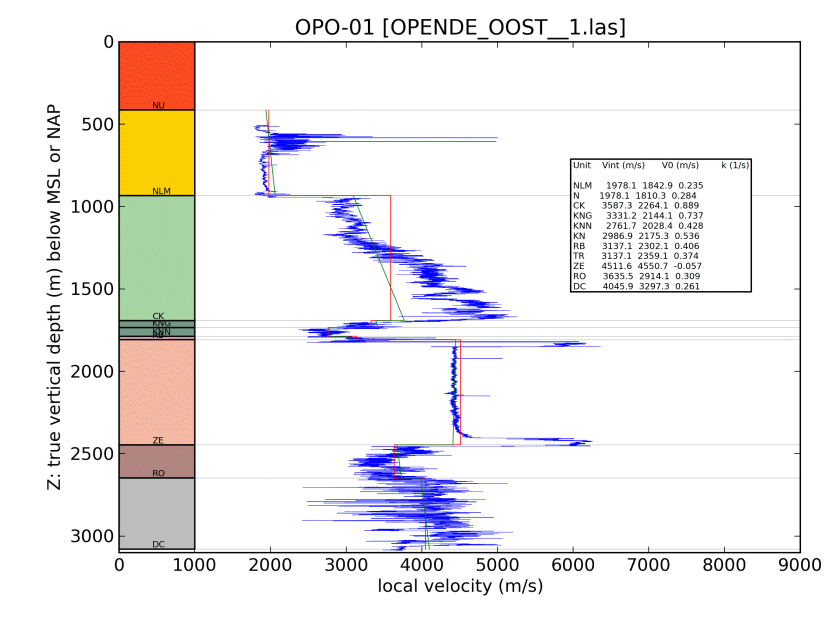 OPO-01 [OPENDE_OOST__1.las]
Z: true vertical depth (m) below MSL or NAP
0
500
1000
1500
2000
2500
3000
NU
NLM
CK
KNG
KNN
RB
ZE
RO
DC
Unit Vint (m/s) V0 (m/s) k (1/s)
NLM 1978.1 1842.9 0.235
N 1978.1 1810.3 0.284
CK 3587.3 2264.1 0.889
KNG 3331.2 2144.1 0.737
KNN 2761.7 2028.4 0.428
KN 2986.9 2175.3 0.536
RB 3137.1 2302.1 0.406
TR 3137.1 2359.1 0.374
ZE 4511.6 4550.7 -0.057
RO 3635.5 2914.1 0.309
DC 4045.9 3297.3 0.261
0 1000 2000 3000 4000 5000 6000 7000 8000 9000
local velocity (m/s)